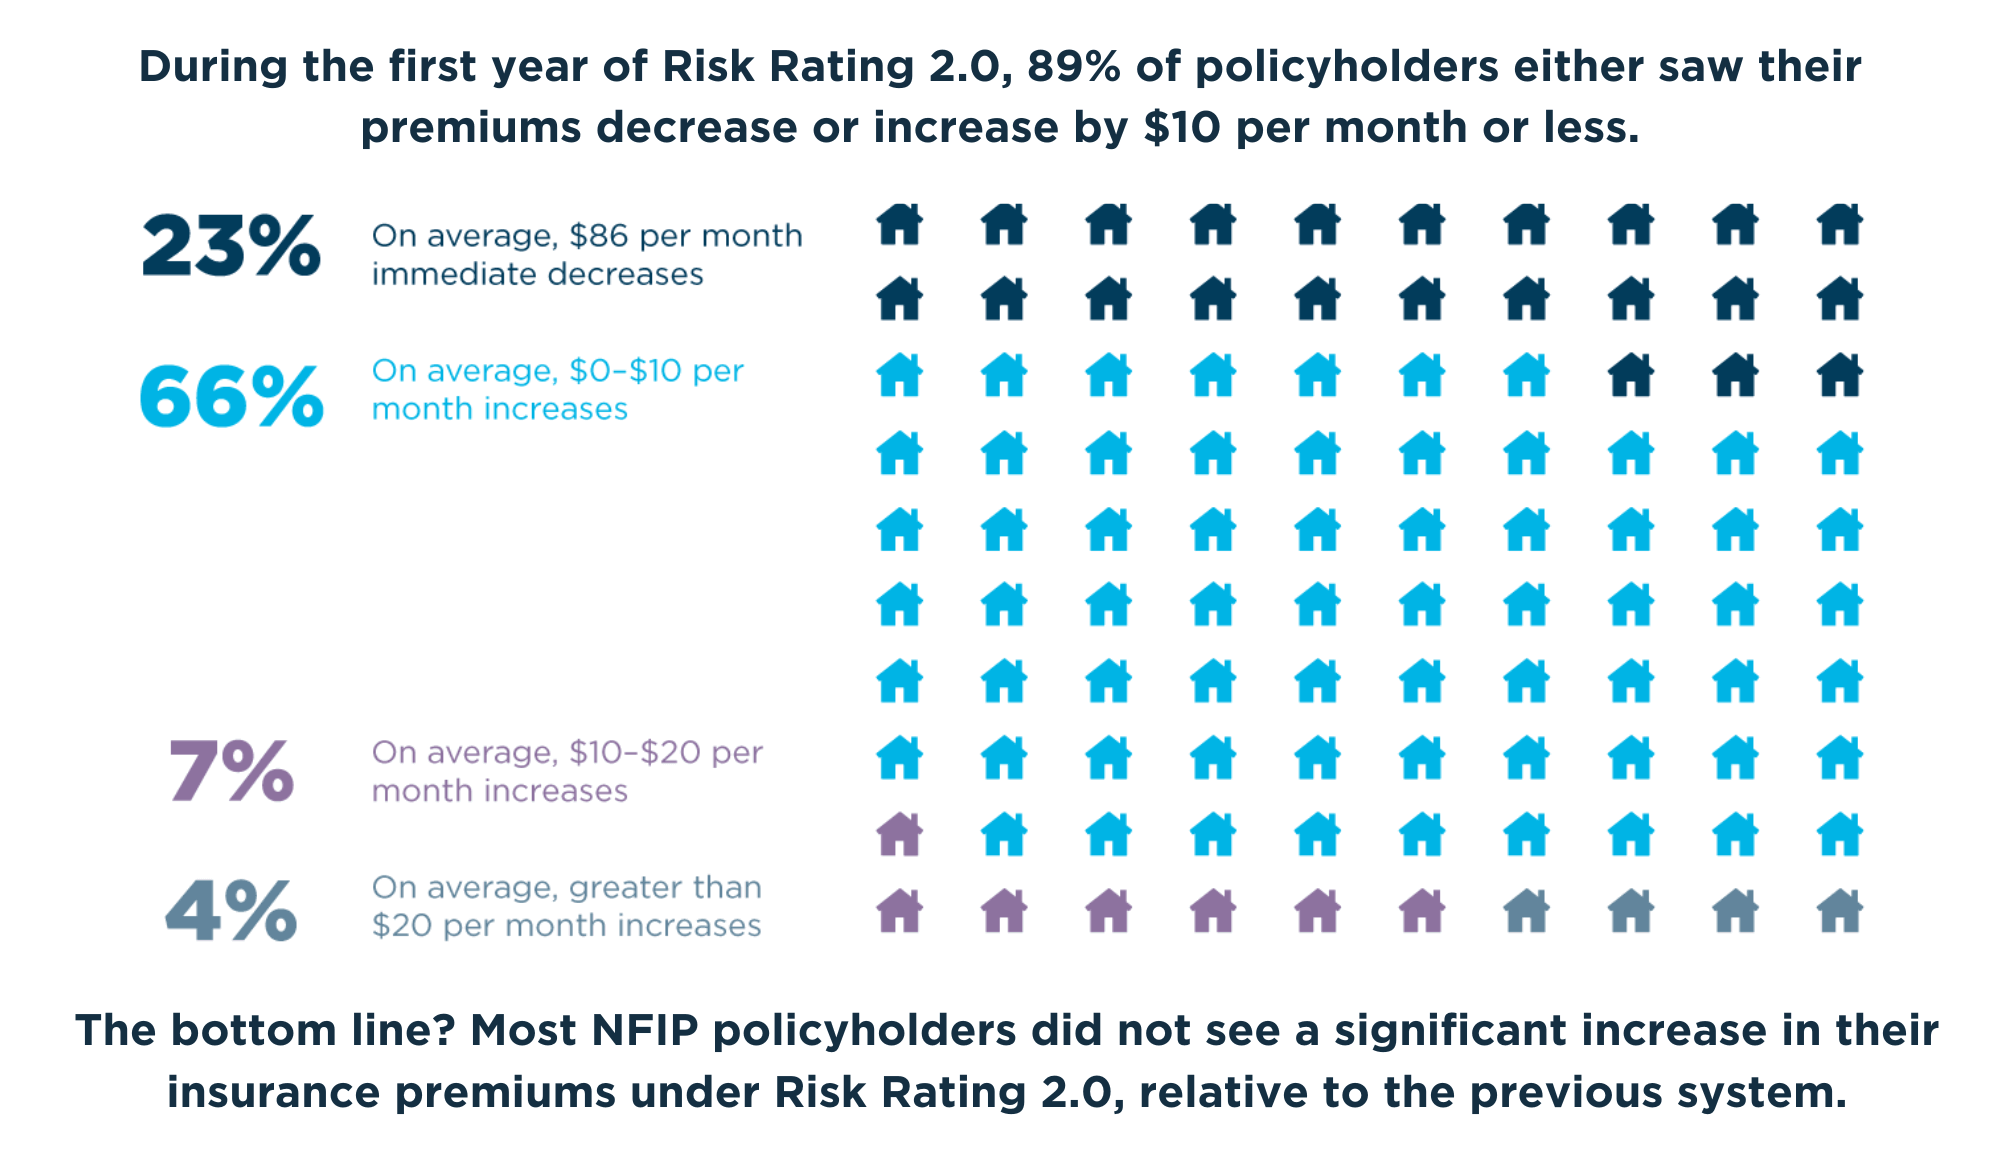 During the first year of Risk Rating 2.0, 89% of policyholders either saw their
premiums decrease or increase by $10 per month or less.
23%
On average, $86 per month
immediate decreases
66%
On average, $0–$10 per
month increases
7%
On average, $10–$20 per
month increases
4%
On average, greater than
$20 per month increases
The bottom line? Most NFIP policyholders did not see a significant increase in their
insurance premiums under Risk Rating 2.0, relative to the previous system.